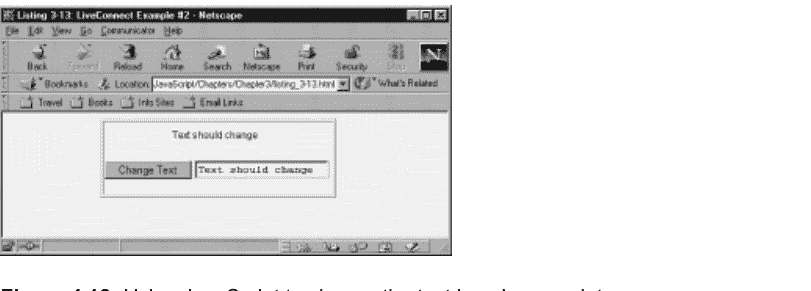 Listing 3-13: LiveConnect Example #2 - Netscape
File Edit View Go Communicator Help
Back Forward Reload Home Search Netscape Print Security Stop
Bookmarks Location: JavaScript/Chapters/Chapter3/listing_3-13.html What's Related
Travel Books Info Sites Email Links
Text should change
Change Text Text should change